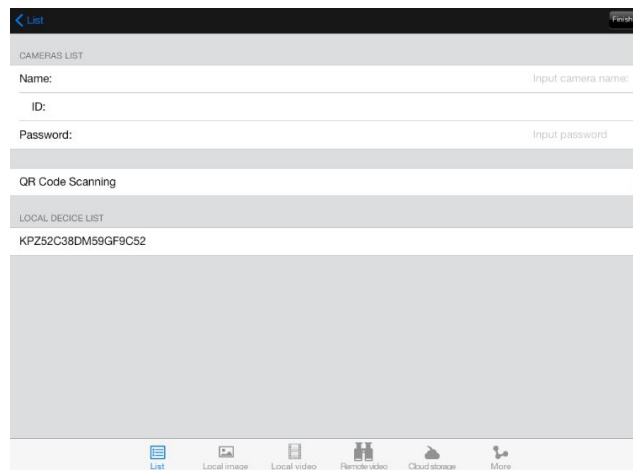 List
Finish
CAMERAS LIST
Name: Input camera name:
ID:
Password: Input password
QR Code Scanning
LOCAL DECICE LIST
KPZ52C38DM59GF9C52
List Local image Local video Remote video Cloud storage More